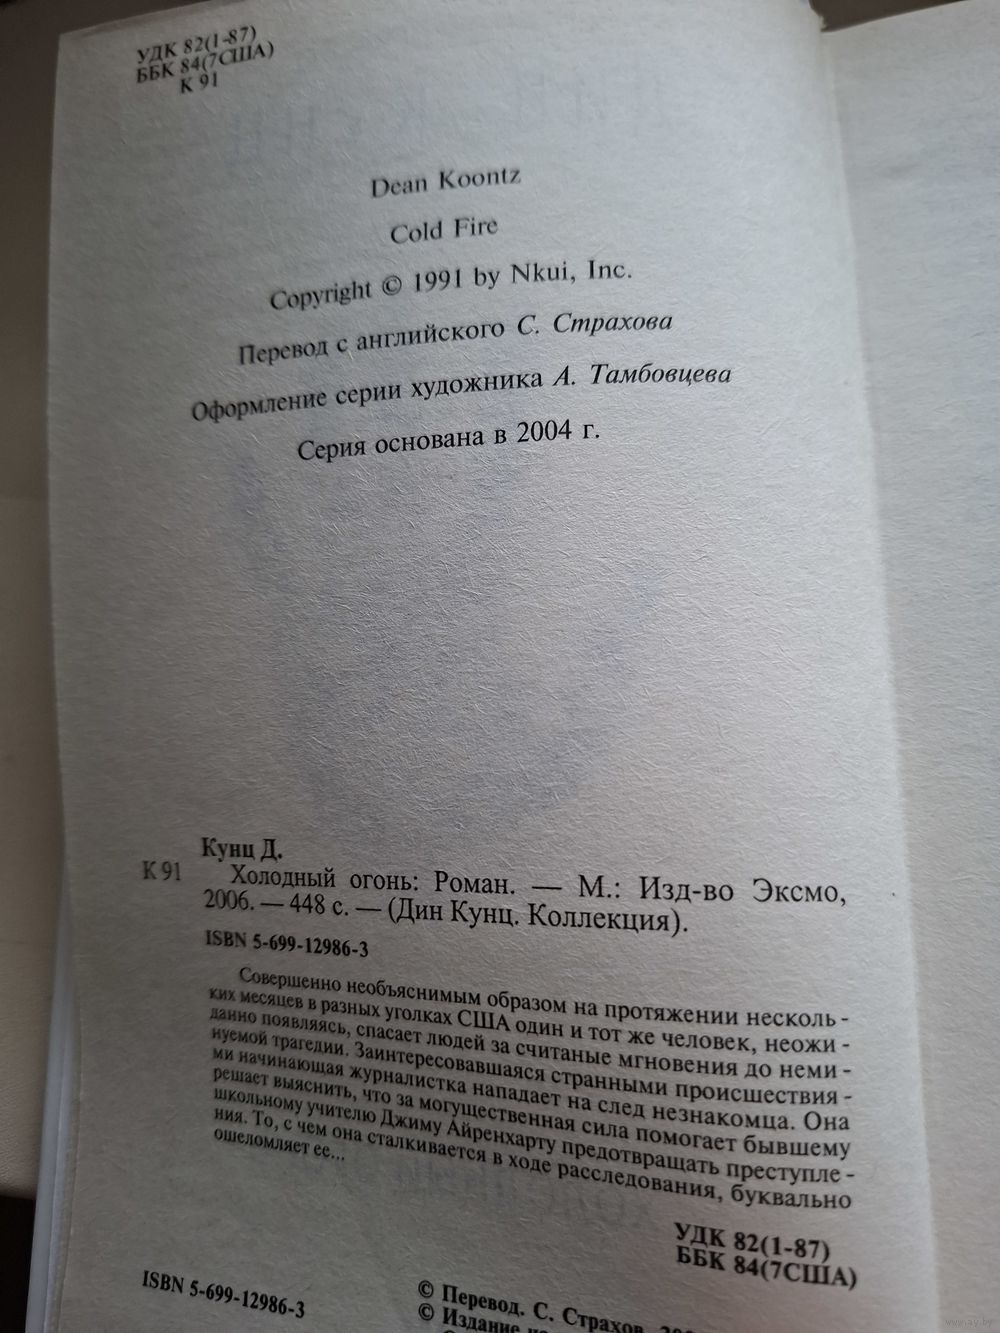 УДК 82(1-87)
ББК 84(7США)
К 91
Dean Koontz
Cold Fire
Copyright © 1991 by Nkui, Inc.
Перевод с английского С. Страхова
Оформление серии художника А. Тамбовцева
Серия основана в 2004 г.
Кунц Д.
К 91 Холодный огонь: Роман. — М.: Изд-во Эксмо,
2006. — 448 с. — (Дин Кунц. Коллекция).
ISBN 5-699-12986-3
Совершенно необъяснимым образом на протяжении несколь-
ких месяцев в разных уголках США один и тот же человек, неожи-
данно появляясь, спасает людей за считаные мгновения до неми-
нуемой трагедии. Заинтересовавшаяся странными происшествия-
ми начинающая журналистка нападает на след незнакомца. Она
решает выяснить, что за могущественная сила помогает бывшему
школьному учителю Джиму Айренхарту предотвращать преступле-
ния. То, с чем она сталкивается в ходе расследования, буквально
ошеломляет ее...
УДК 82(1-87)
ББК 84(7США)
ISBN 5-699-12986-3
© Перевод. С. Страхов
© Издание
www.ay.by